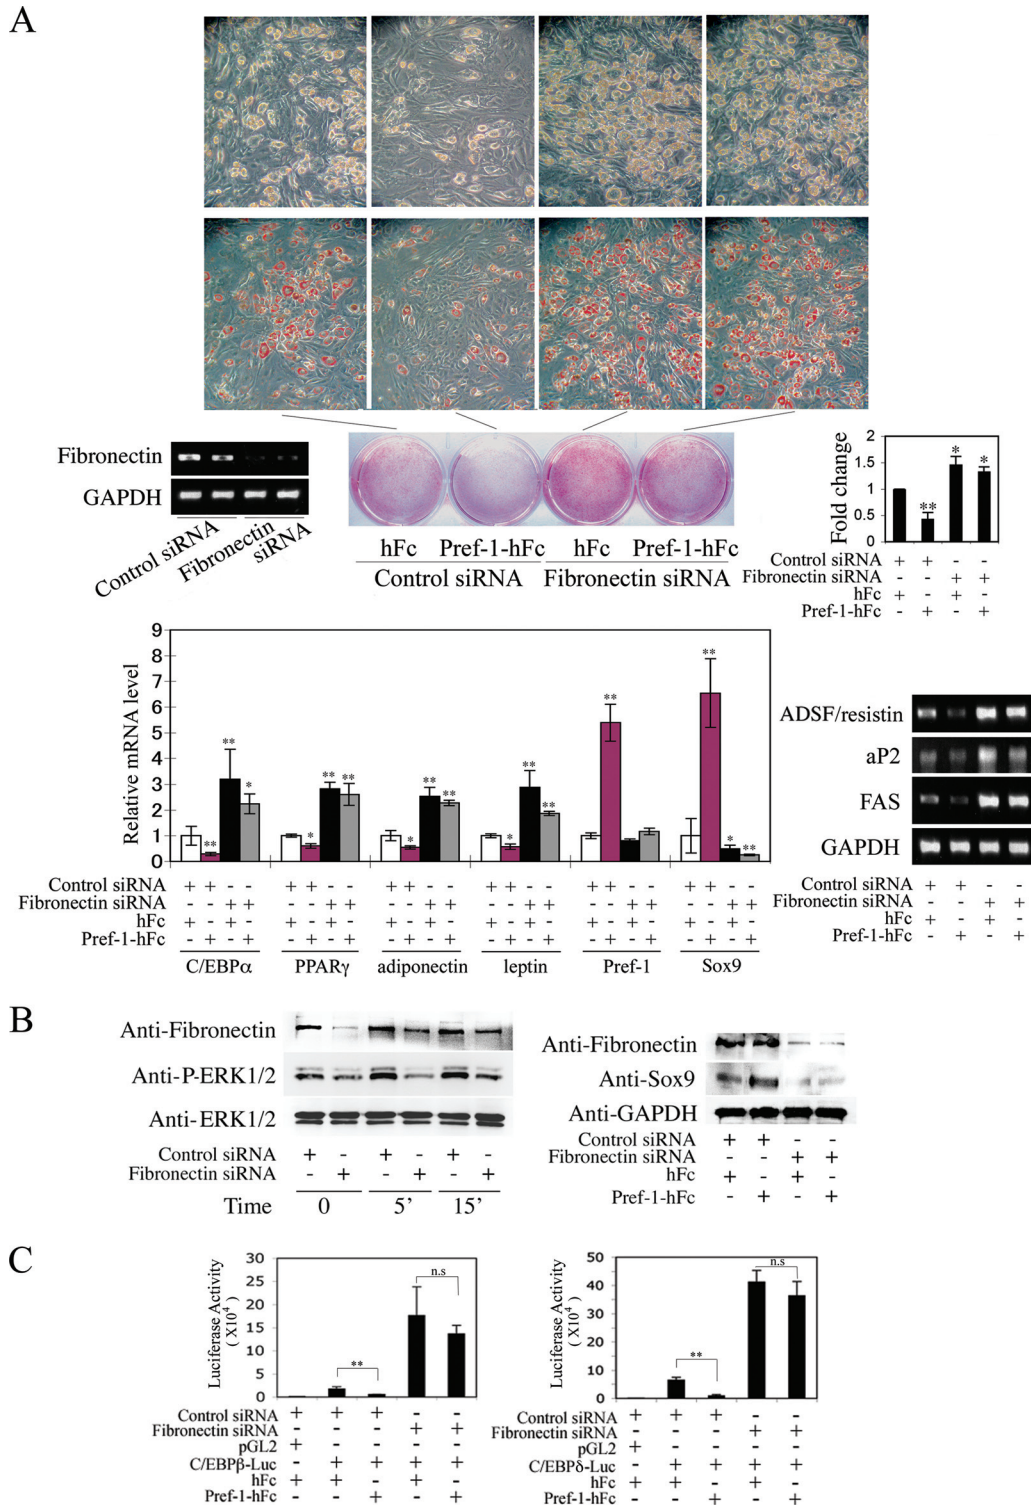 A
Fibronectin
GAPDH
Control siRNA
Fibronectin siRNA
hFc Pref-1-hFc hFc Pref-1-hFc
Control siRNA Fibronectin siRNA
Fold change
2
1.5
1
0.5
0
** * *
Control siRNA + + - -
Fibronectin siRNA - - + +
hFc + - + -
Pref-1-hFc - + - +
Relative mRNA level
9
8
7
6
5
4
3
2
1
0
** ** * * ** ** * ** ** * ** ** ** ** * **
Control siRNA + + - - + + - - + + - - + + - - + + - - + + - -
Fibronectin siRNA - - + + - - + + - - + + - - + + - - + + - - + +
hFc + - + - + - + - + - + - + - + - + - + - + - + -
Pref-1-hFc - + - + - + - + - + - + - + - + - + - + - + - +
C/EBPα PPARγ adiponectin leptin Pref-1 Sox9
ADSF/resistin
aP2
FAS
GAPDH
Control siRNA + + - -
Fibronectin siRNA - - + +
hFc + - + -
Pref-1-hFc - + - +
B
Anti-Fibronectin
Anti-P-ERK1/2
Anti-ERK1/2
Control siRNA + - + - + -
Fibronectin siRNA - + - + - +
Time 0 5' 15'
Anti-Fibronectin
Anti-Sox9
Anti-GAPDH
Control siRNA + + - -
Fibronectin siRNA - - + +
hFc + - + -
Pref-1-hFc - + - +
C
Luciferase Activity
( X10⁴ )
30
25
20
15
10
5
0
** n.s
Control siRNA + + + - -
Fibronectin siRNA - - - + +
pGL2 + - - - -
C/EBPβ-Luc - + + + +
hFc + + - + -
Pref-1-hFc - - + - +
Luciferase Activity
( X10⁴ )
50
40
30
20
10
0
** n.s
Control siRNA + + + - -
Fibronectin siRNA - - - + +
pGL2 + - - - -
C/EBPδ-Luc - + + + +
hFc + + - + -
Pref-1-hFc - - + - +